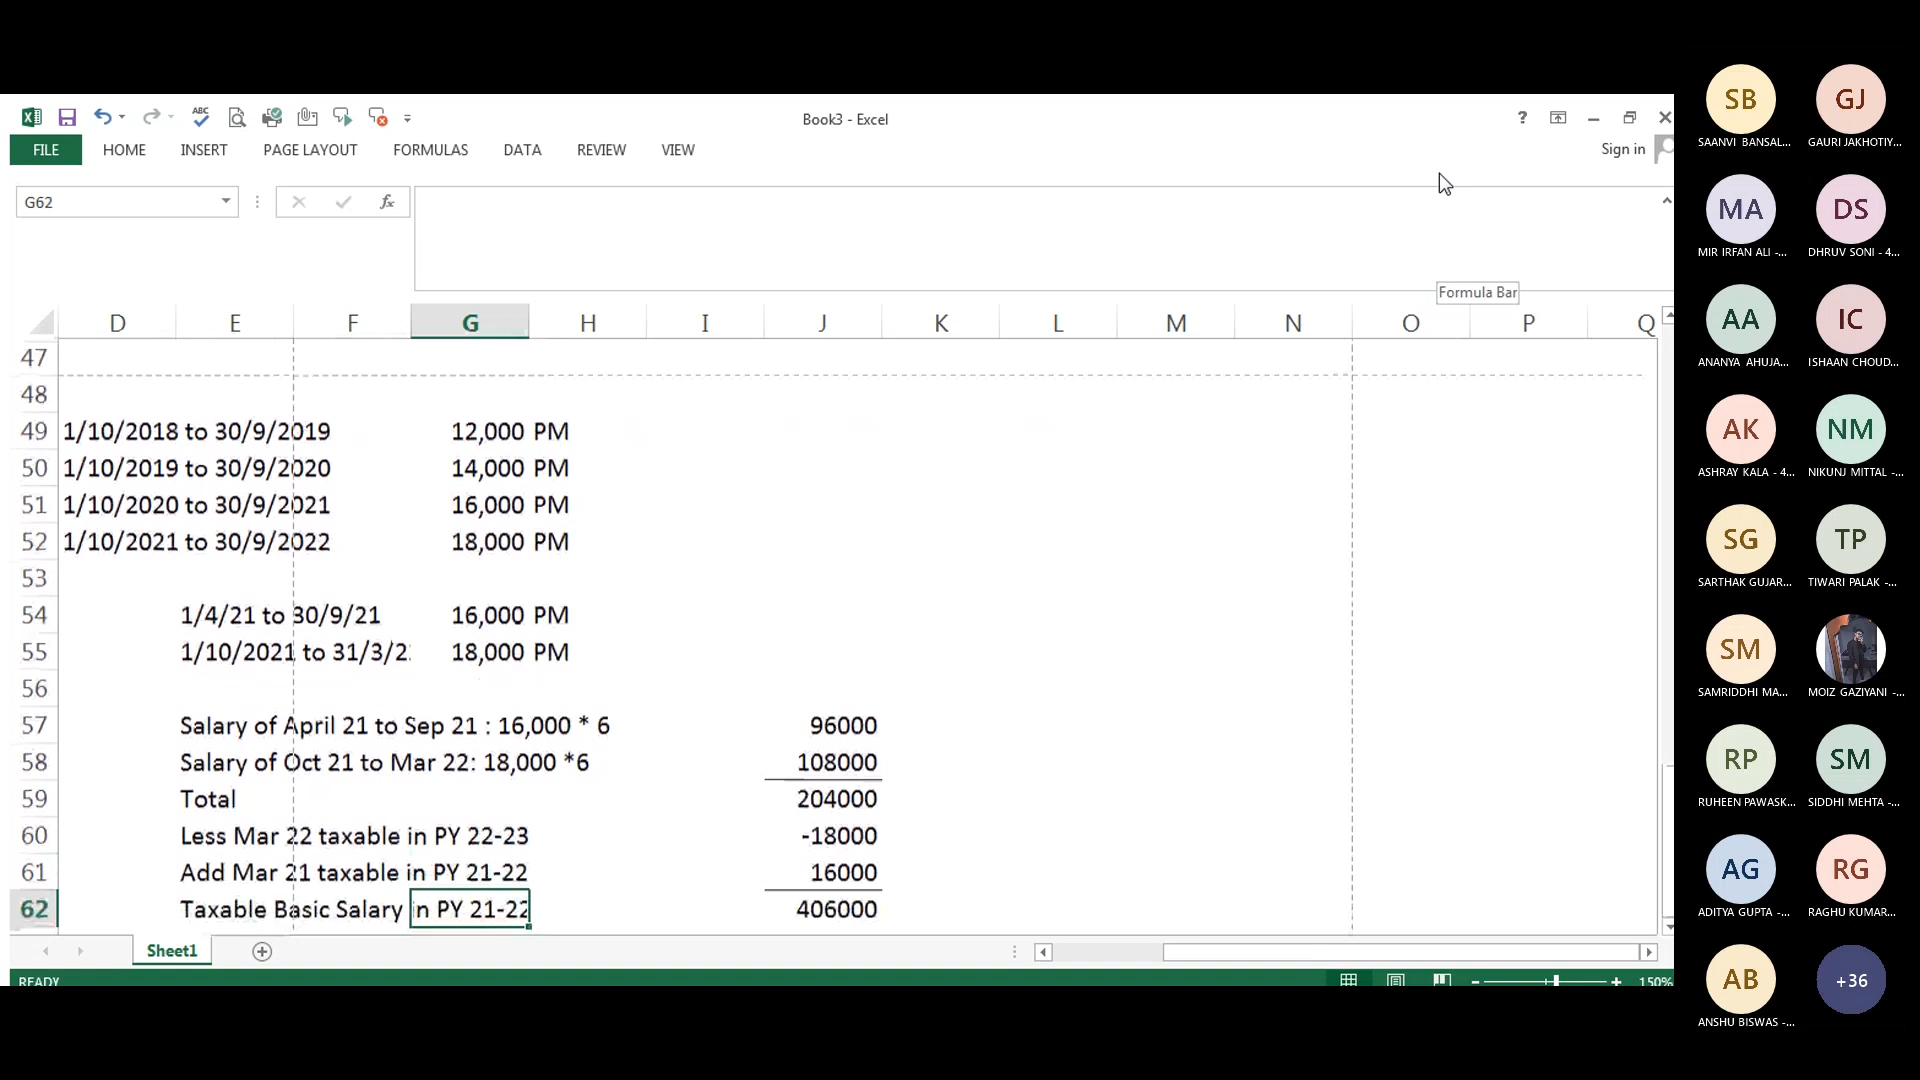 Book3 - Excel
?
FILE HOME INSERT PAGE LAYOUT FORMULAS DATA REVIEW VIEW
Sign in
G62
fx
Formula Bar
D E F G H I J K L M N O P Q
47
48
49 1/10/2018 to 30/9/2019 12,000 PM
50 1/10/2019 to 30/9/2020 14,000 PM
51 1/10/2020 to 30/9/2021 16,000 PM
52 1/10/2021 to 30/9/2022 18,000 PM
53
54 1/4/21 to 30/9/21 16,000 PM
55 1/10/2021 to 31/3/2 18,000 PM
56
57 Salary of April 21 to Sep 21 : 16,000 * 6 96000
58 Salary of Oct 21 to Mar 22: 18,000 *6 108000
59 Total 204000
60 Less Mar 22 taxable in PY 22-23 -18000
61 Add Mar 21 taxable in PY 21-22 16000
62 Taxable Basic Salary in PY 21-22 406000
Sheet1
READY
150%
SB GJ
SAANVI BANSAL... GAURI JAKHOTIY...
MA DS
MIR IRFAN ALI -... DHRUV SONI - 4...
AA IC
ANANYA AHUJA... ISHAAN CHOUD...
AK NM
ASHRAY KALA - 4... NIKUNJ MITTAL -...
SG TP
SARTHAK GUJAR... TIWARI PALAK -...
SM
SAMRIDDHI MA... MOIZ GAZIYANI -...
RP SM
RUHEEN PAWASK... SIDDHI MEHTA -...
AG RG
ADITYA GUPTA -... RAGHU KUMAR...
AB +36
ANSHU BISWAS -...